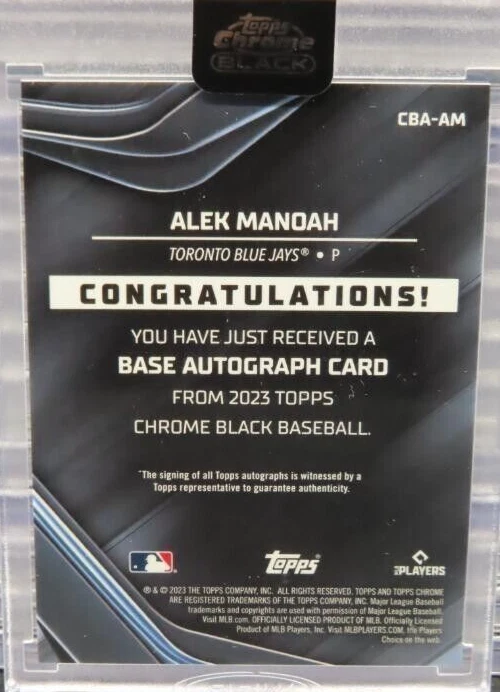 Topps
Chrome
BLACK
CBA-AM
ALEK MANOAH
TORONTO BLUE JAYS® • P
CONGRATULATIONS!
YOU HAVE JUST RECEIVED A
BASE AUTOGRAPH CARD
FROM 2023 TOPPS
CHROME BLACK BASEBALL.
*The signing of all Topps autographs is witnessed by a
Topps representative to guarantee authenticity.
Topps®
PLAYERS
® & © 2023 THE TOPPS COMPANY, INC. ALL RIGHTS RESERVED. TOPPS AND TOPPS CHROME
ARE REGISTERED TRADEMARKS OF THE TOPPS COMPANY, INC. Major League Baseball
trademarks and copyrights are used with permission of Major League Baseball.
Visit MLB.com. OFFICIALLY LICENSED PRODUCT OF MLB. Officially Licensed
Product of MLB Players, Inc. Visit MLBPLAYERS.COM, the Players
Choice on the web.